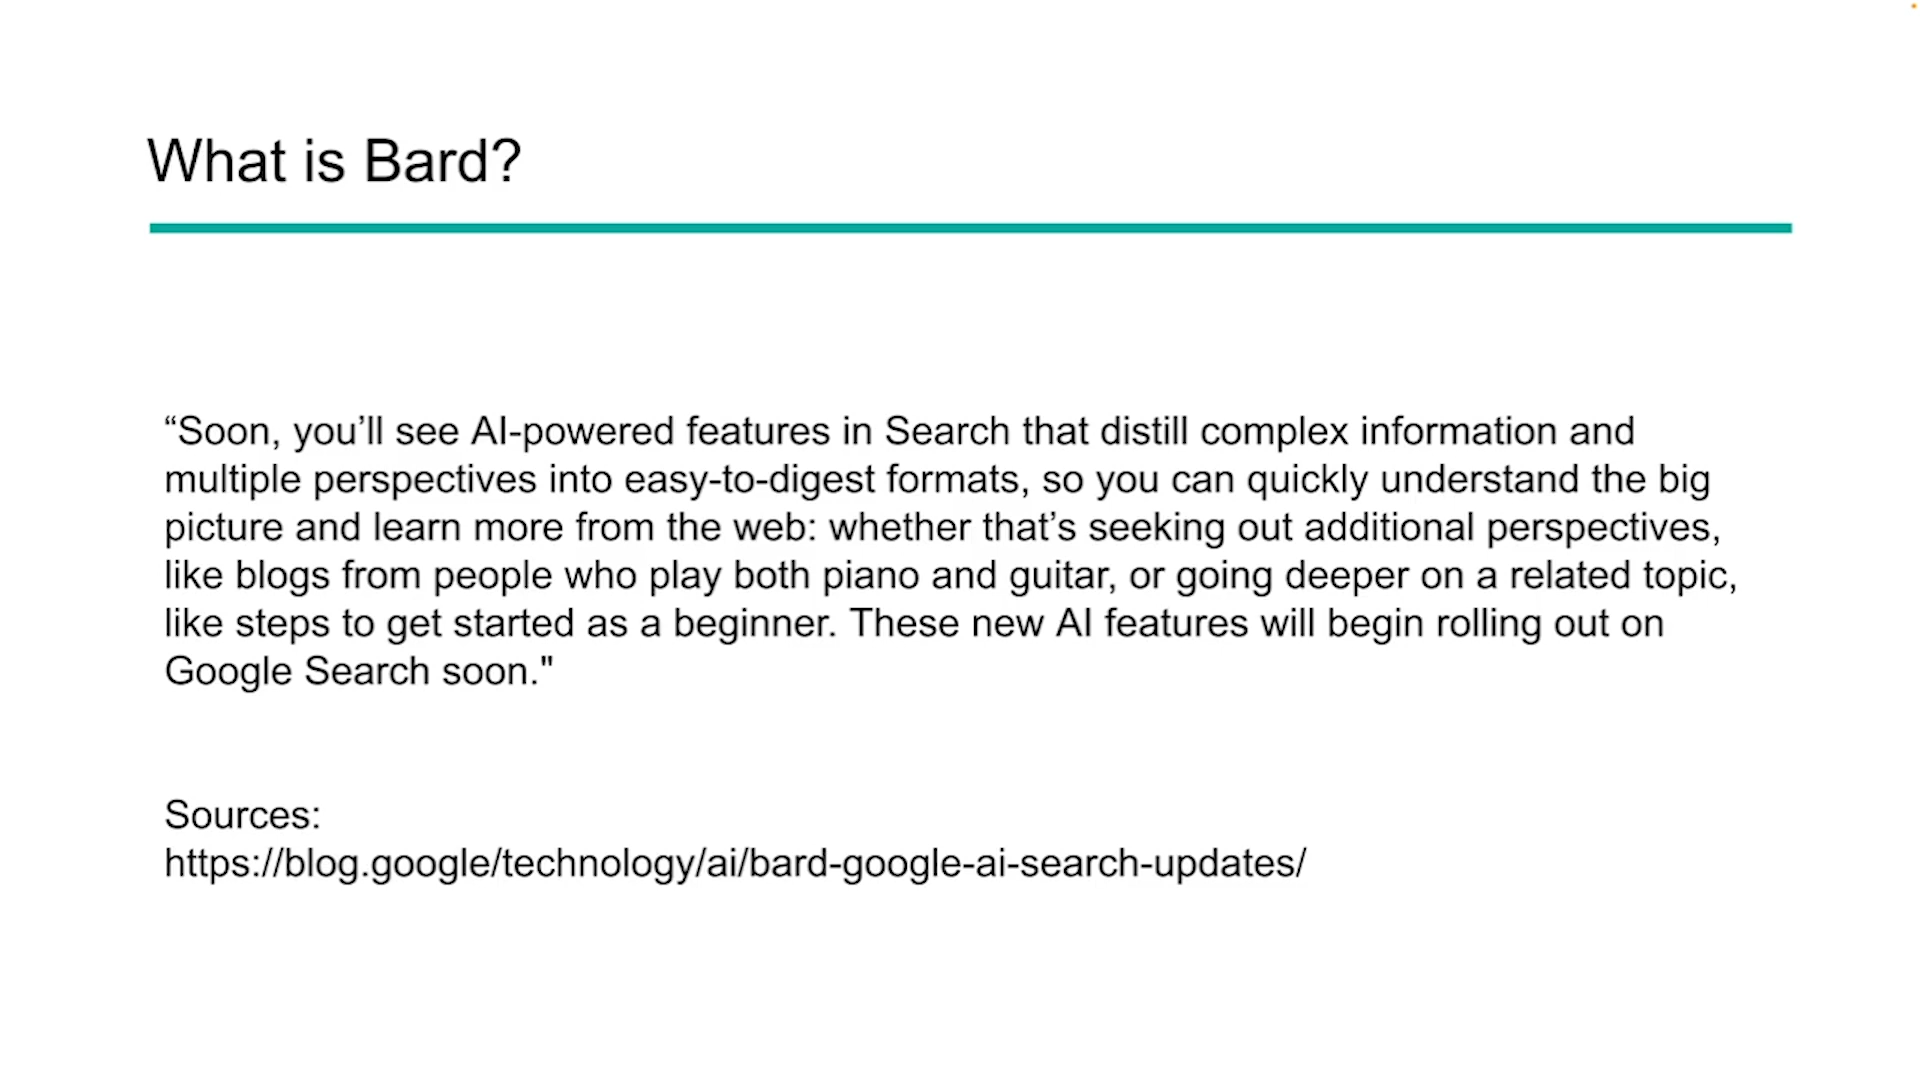 What is Bard?
“Soon, you’ll see AI-powered features in Search that distill complex information and
multiple perspectives into easy-to-digest formats, so you can quickly understand the big
picture and learn more from the web: whether that’s seeking out additional perspectives,
like blogs from people who play both piano and guitar, or going deeper on a related topic,
like steps to get started as a beginner. These new AI features will begin rolling out on
Google Search soon."
Sources:
https://blog.google/technology/ai/bard-google-ai-search-updates/